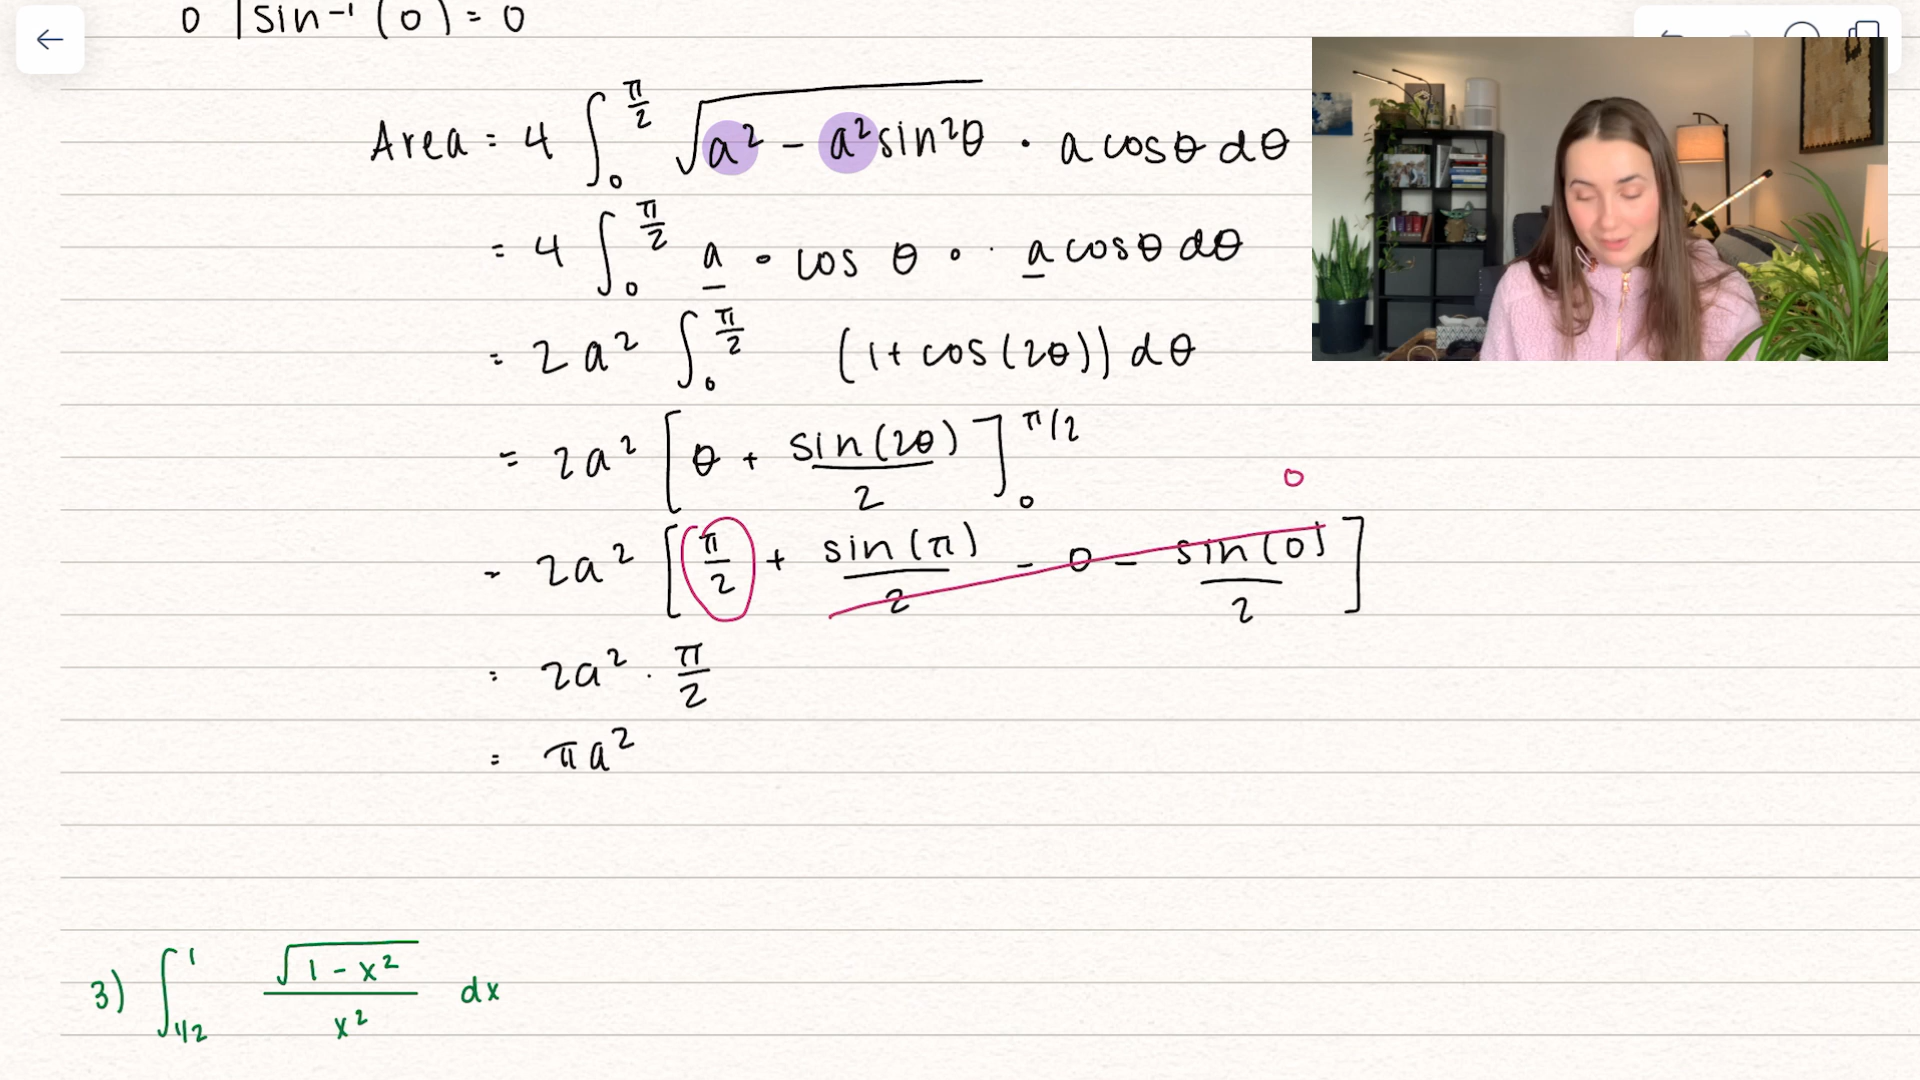 0 | sin⁻¹(0) = 0
Area = 4 ∫₀^(π/2) √(a² - a² sin²θ) · a cosθ dθ
= 4 ∫₀^(π/2) a · cos θ · a cosθ dθ
= 2a² ∫₀^(π/2) (1 + cos(2θ)) dθ
= 2a² [θ + sin(2θ)/2]₀^(π/2)
0
= 2a² [π/2 + sin(π)/2 - 0 - sin(0)/2]
= 2a² · π/2
= πa²
3) ∫_(1/2)^1 √(1 - x²)/x² dx